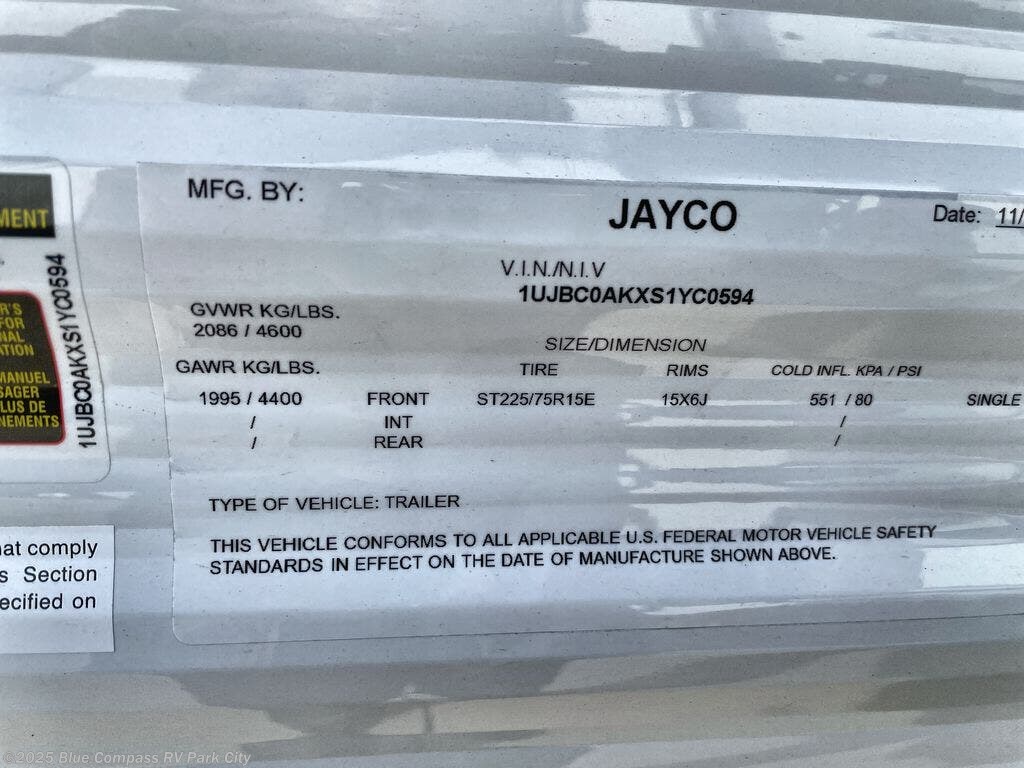 MFG. BY:
JAYCO
Date: 11/
V.I.N./N.I.V
1UJBC0AKXS1YC0594
GVWR KG/LBS.
2086 / 4600
SIZE/DIMENSION
GAWR KG/LBS. TIRE RIMS COLD INFL. KPA / PSI
1995 / 4400 FRONT ST225/75R15E 15X6J 551 / 80 SINGLE
/ INT /
/ REAR /
TYPE OF VEHICLE: TRAILER
THIS VEHICLE CONFORMS TO ALL APPLICABLE U.S. FEDERAL MOTOR VEHICLE SAFETY
STANDARDS IN EFFECT ON THE DATE OF MANUFACTURE SHOWN ABOVE.
MENT
R'S
FOR
NAL
ATION
MANUEL
SAGER
LUS DE
NEMENTS
1UJBC0AKXS1YC0594
hat comply
s Section
ecified on
©2025 Blue Compass RV Park City